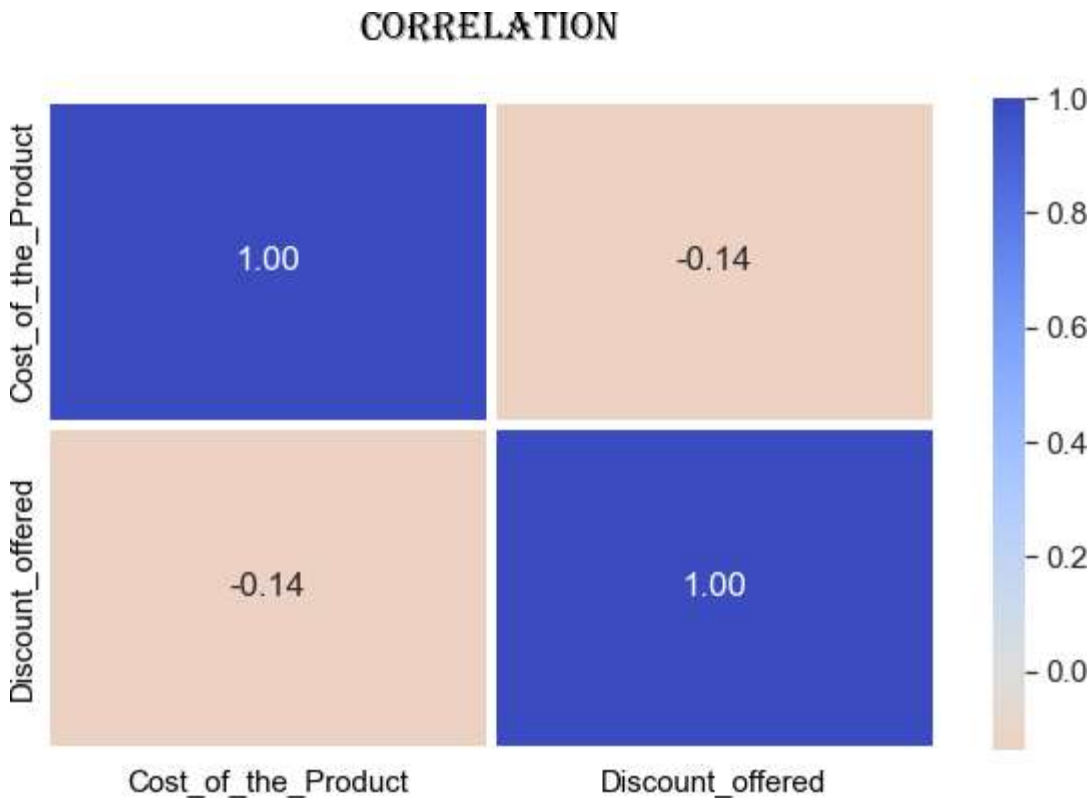 CORRELATION
Cost_of_the_Product
1.00
-0.14
Discount_offered
-0.14
1.00
Cost_of_the_Product
Discount_offered
1.0
0.8
0.6
0.4
0.2
0.0